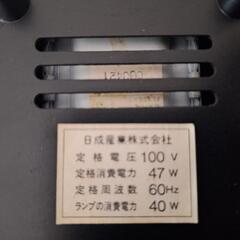 日成産業株式会社
定格電圧 100 V
定格消費電力 47 W
定格周波数 60Hz
ランプの消費電力 40 W